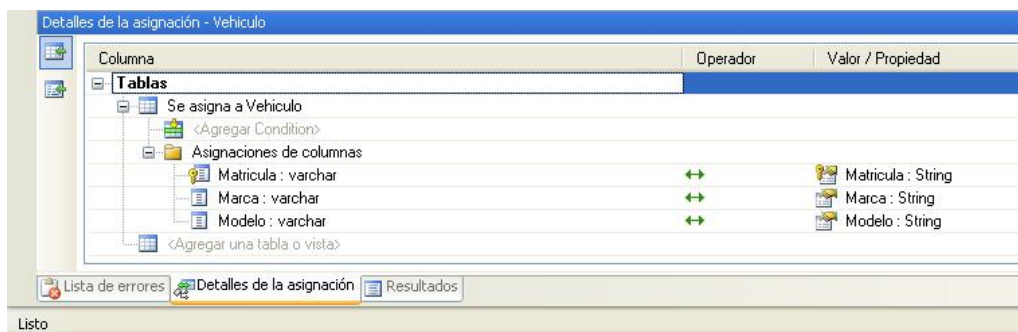 Detalles de la asignación - Vehiculo
Columna Operador Valor / Propiedad
Tablas
Se asigna a Vehiculo
<Agregar Condition>
Asignaciones de columnas
Matricula : varchar Matricula : String
Marca : varchar Marca : String
Modelo : varchar Modelo : String
<Agregar una tabla o vista>
Lista de errores Detalles de la asignación Resultados
Listo